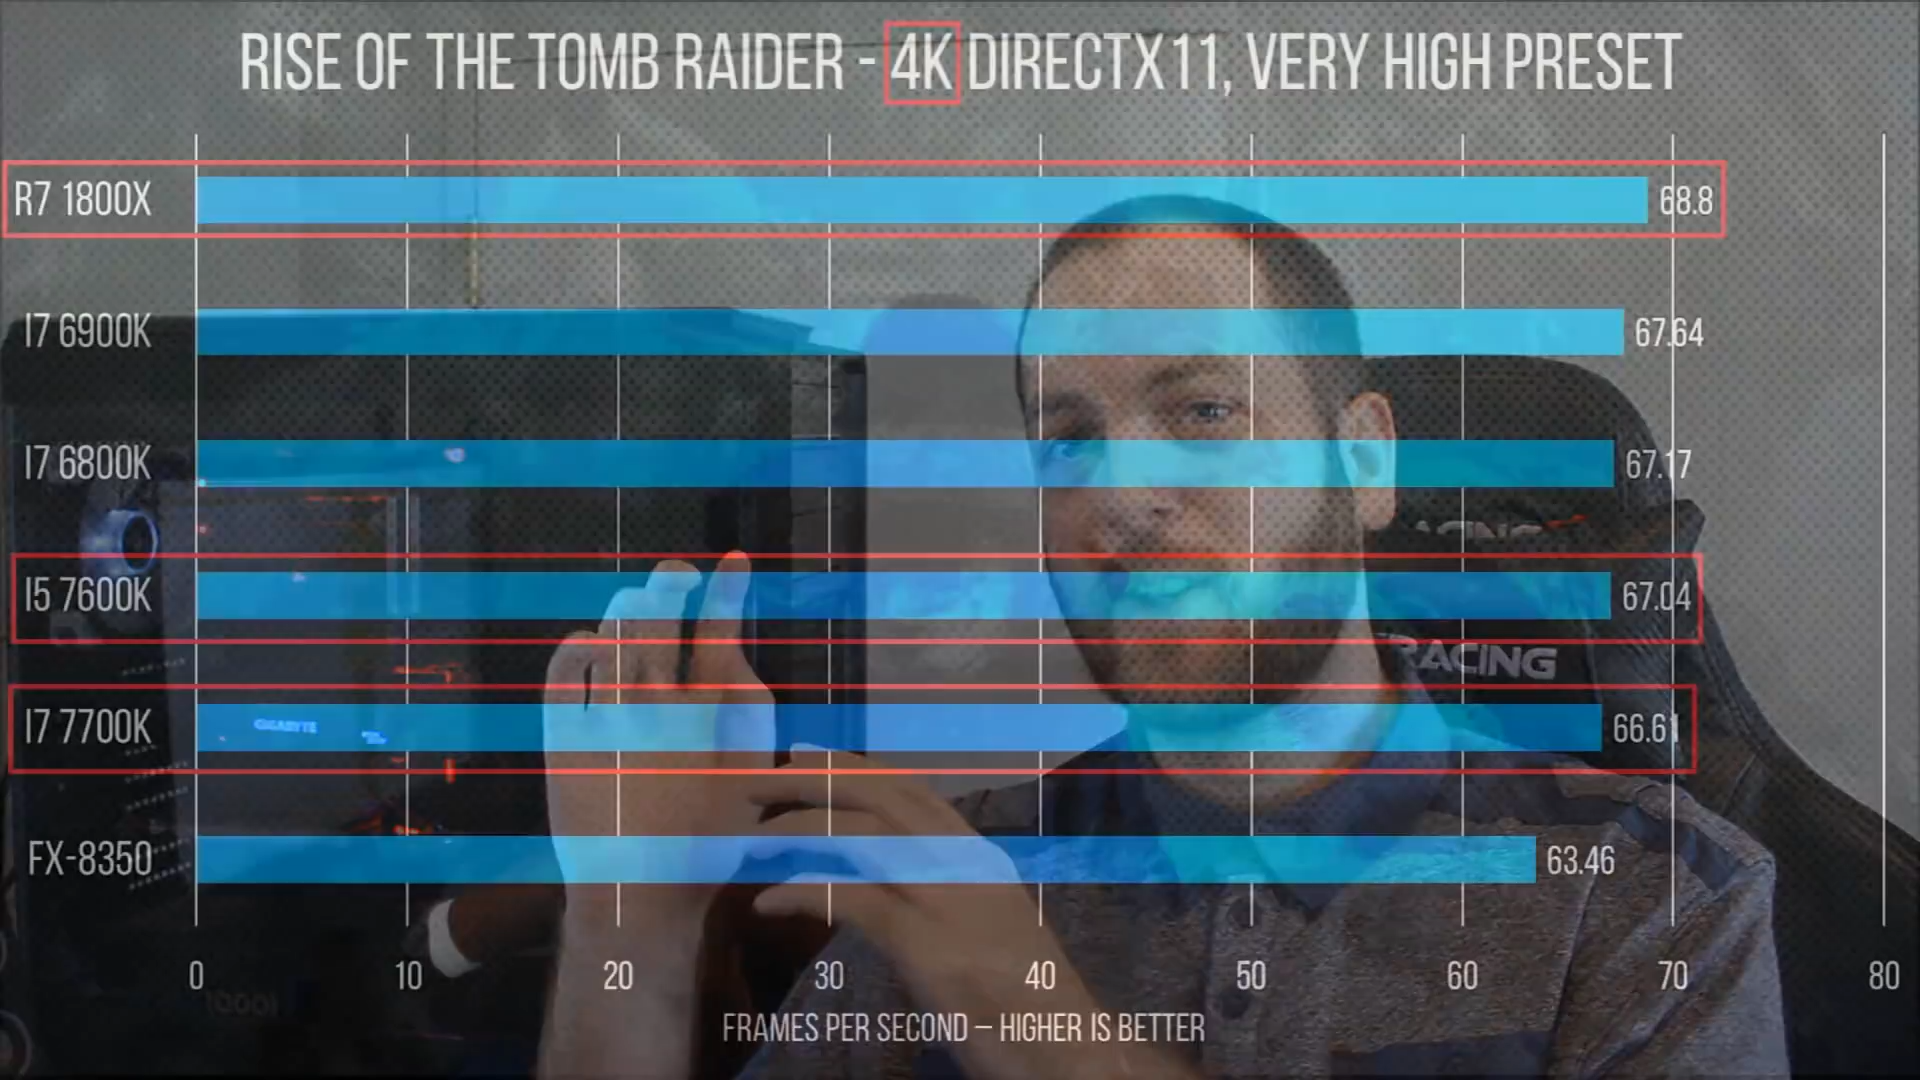 RISE OF THE TOMB RAIDER - 4K DIRECTX11, VERY HIGH PRESET
R7 1800X 68.8
I7 6900K 67.64
I7 6800K 67.17
I5 7600K 67.04
I7 7700K 66.61
FX-8350 63.46
0 10 20 30 40 50 60 70 80
FRAMES PER SECOND – HIGHER IS BETTER
RACING
GIGABYTE